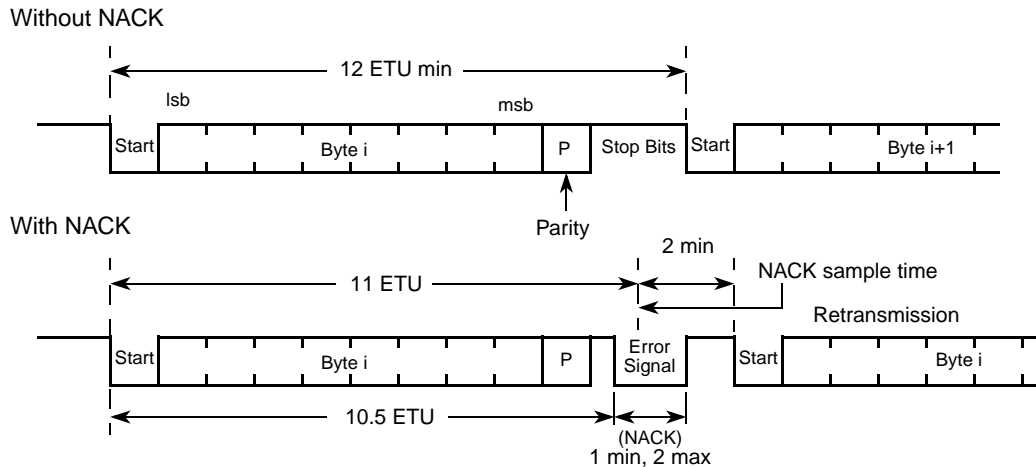 Without NACK
12 ETU min
lsb
msb
Start
Byte i
P
Stop Bits
Start
Byte i+1
Parity
With NACK
2 min
NACK sample time
11 ETU
Retransmission
Start
Byte i
P
Error
Signal
Start
Byte i
10.5 ETU
(NACK)
1 min, 2 max